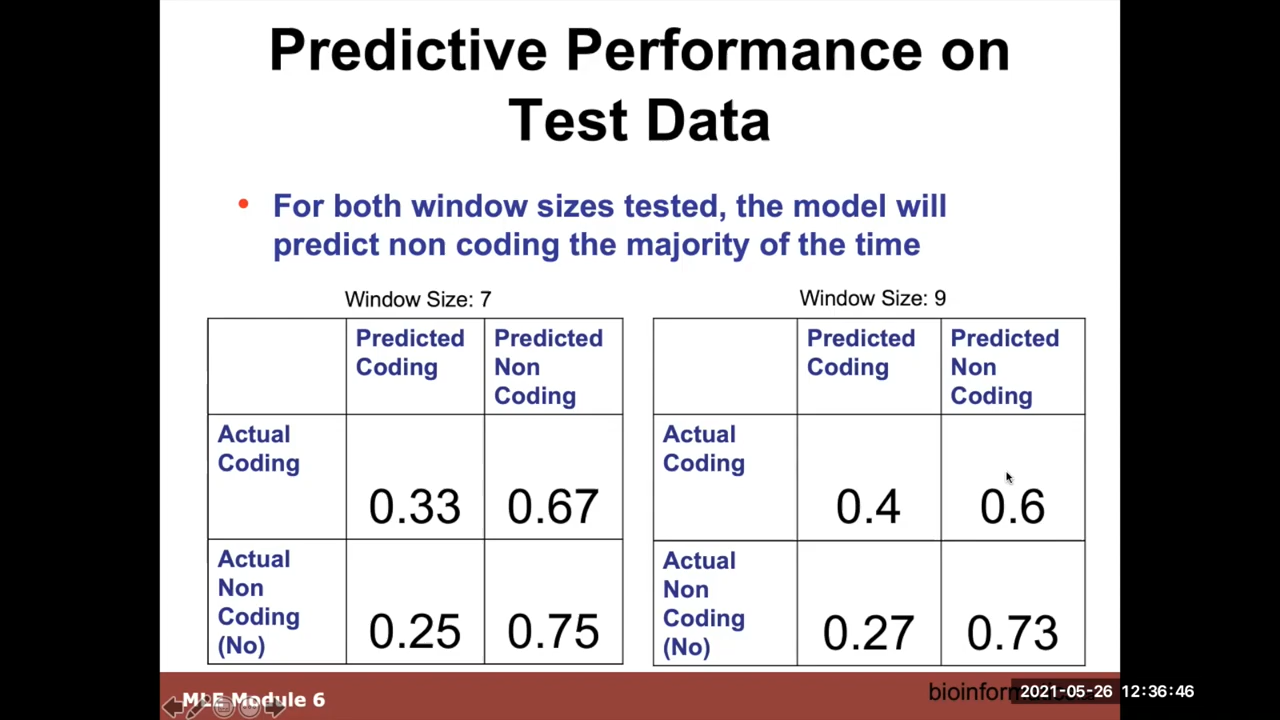 Predictive Performance on
Test Data
• For both window sizes tested, the model will
predict non coding the majority of the time
Window Size: 7
Predicted
Coding
Predicted
Non
Coding
Actual
Coding
0.33
0.67
Actual
Non
Coding
(No)
0.25
0.75
Window Size: 9
Predicted
Coding
Predicted
Non
Coding
Actual
Coding
0.4
0.6
Actual
Non
Coding
(No)
0.27
0.73
MLE Module 6
2021-05-26 12:36:46